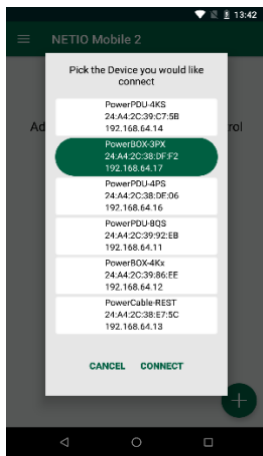 13:42
NETIO Mobile 2
Pick the Device you would like
connect
Ad
rol
PowerPDU-4KS
24:A4:2C:39:C7:5B
192.168.64.14
PowerBOX-3PX
24:A4:2C:38:DF:F2
192.168.64.17
PowerPDU-4PS
24:A4:2C:38:DE:06
192.168.64.16
PowerPDU-8QS
24:A4:2C:39:92:EB
192.168.64.11
PowerBOX-4Kx
24:A4:2C:39:86:EE
192.168.64.12
PowerCable-REST
24:A4:2C:38:E7:5C
192.168.64.13
CANCEL CONNECT